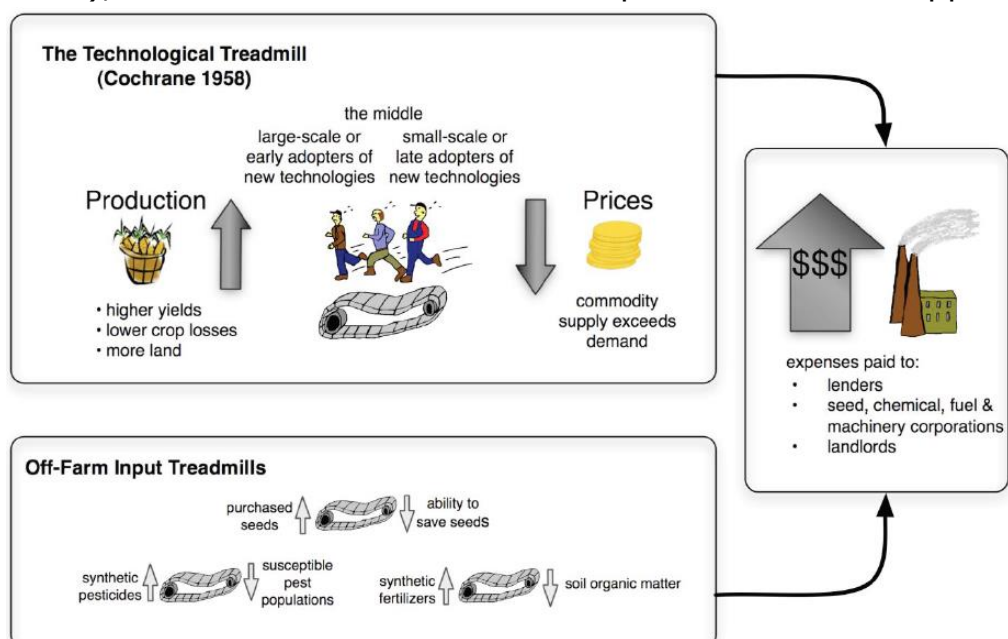 The Technological Treadmill
(Cochrane 1958)
the middle
large-scale or
early adopters of
new technologies
small-scale or
late adopters of
new technologies
Production
Prices
• higher yields
• lower crop losses
• more land
commodity
supply exceeds
demand
$$$
expenses paid to:
• lenders
• seed, chemical, fuel &
machinery corporations
• landlords
Off-Farm Input Treadmills
purchased
seeds
ability to
save seeds
synthetic
pesticides
susceptible
pest
populations
synthetic
fertilizers
soil organic matter